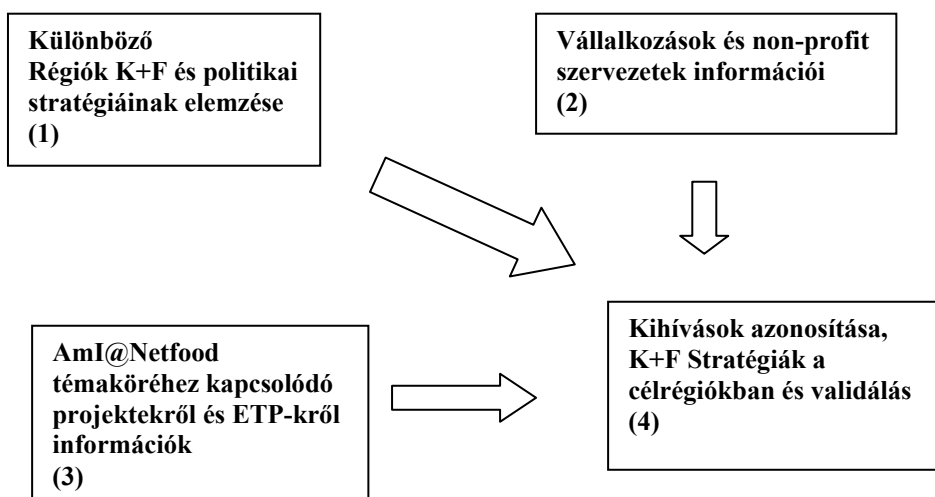 Különböző
Régiók K+F és politikai
stratégiáinak elemzése
(1)
Vállalkozások és non-profit
szervezetek információi
(2)
AmI@Netfood
témaköréhez kapcsolódó
projektekről és ETP-kről
információk
(3)
Kihívások azonosítása,
K+F Stratégiák a
célrégiókban és validálás
(4)